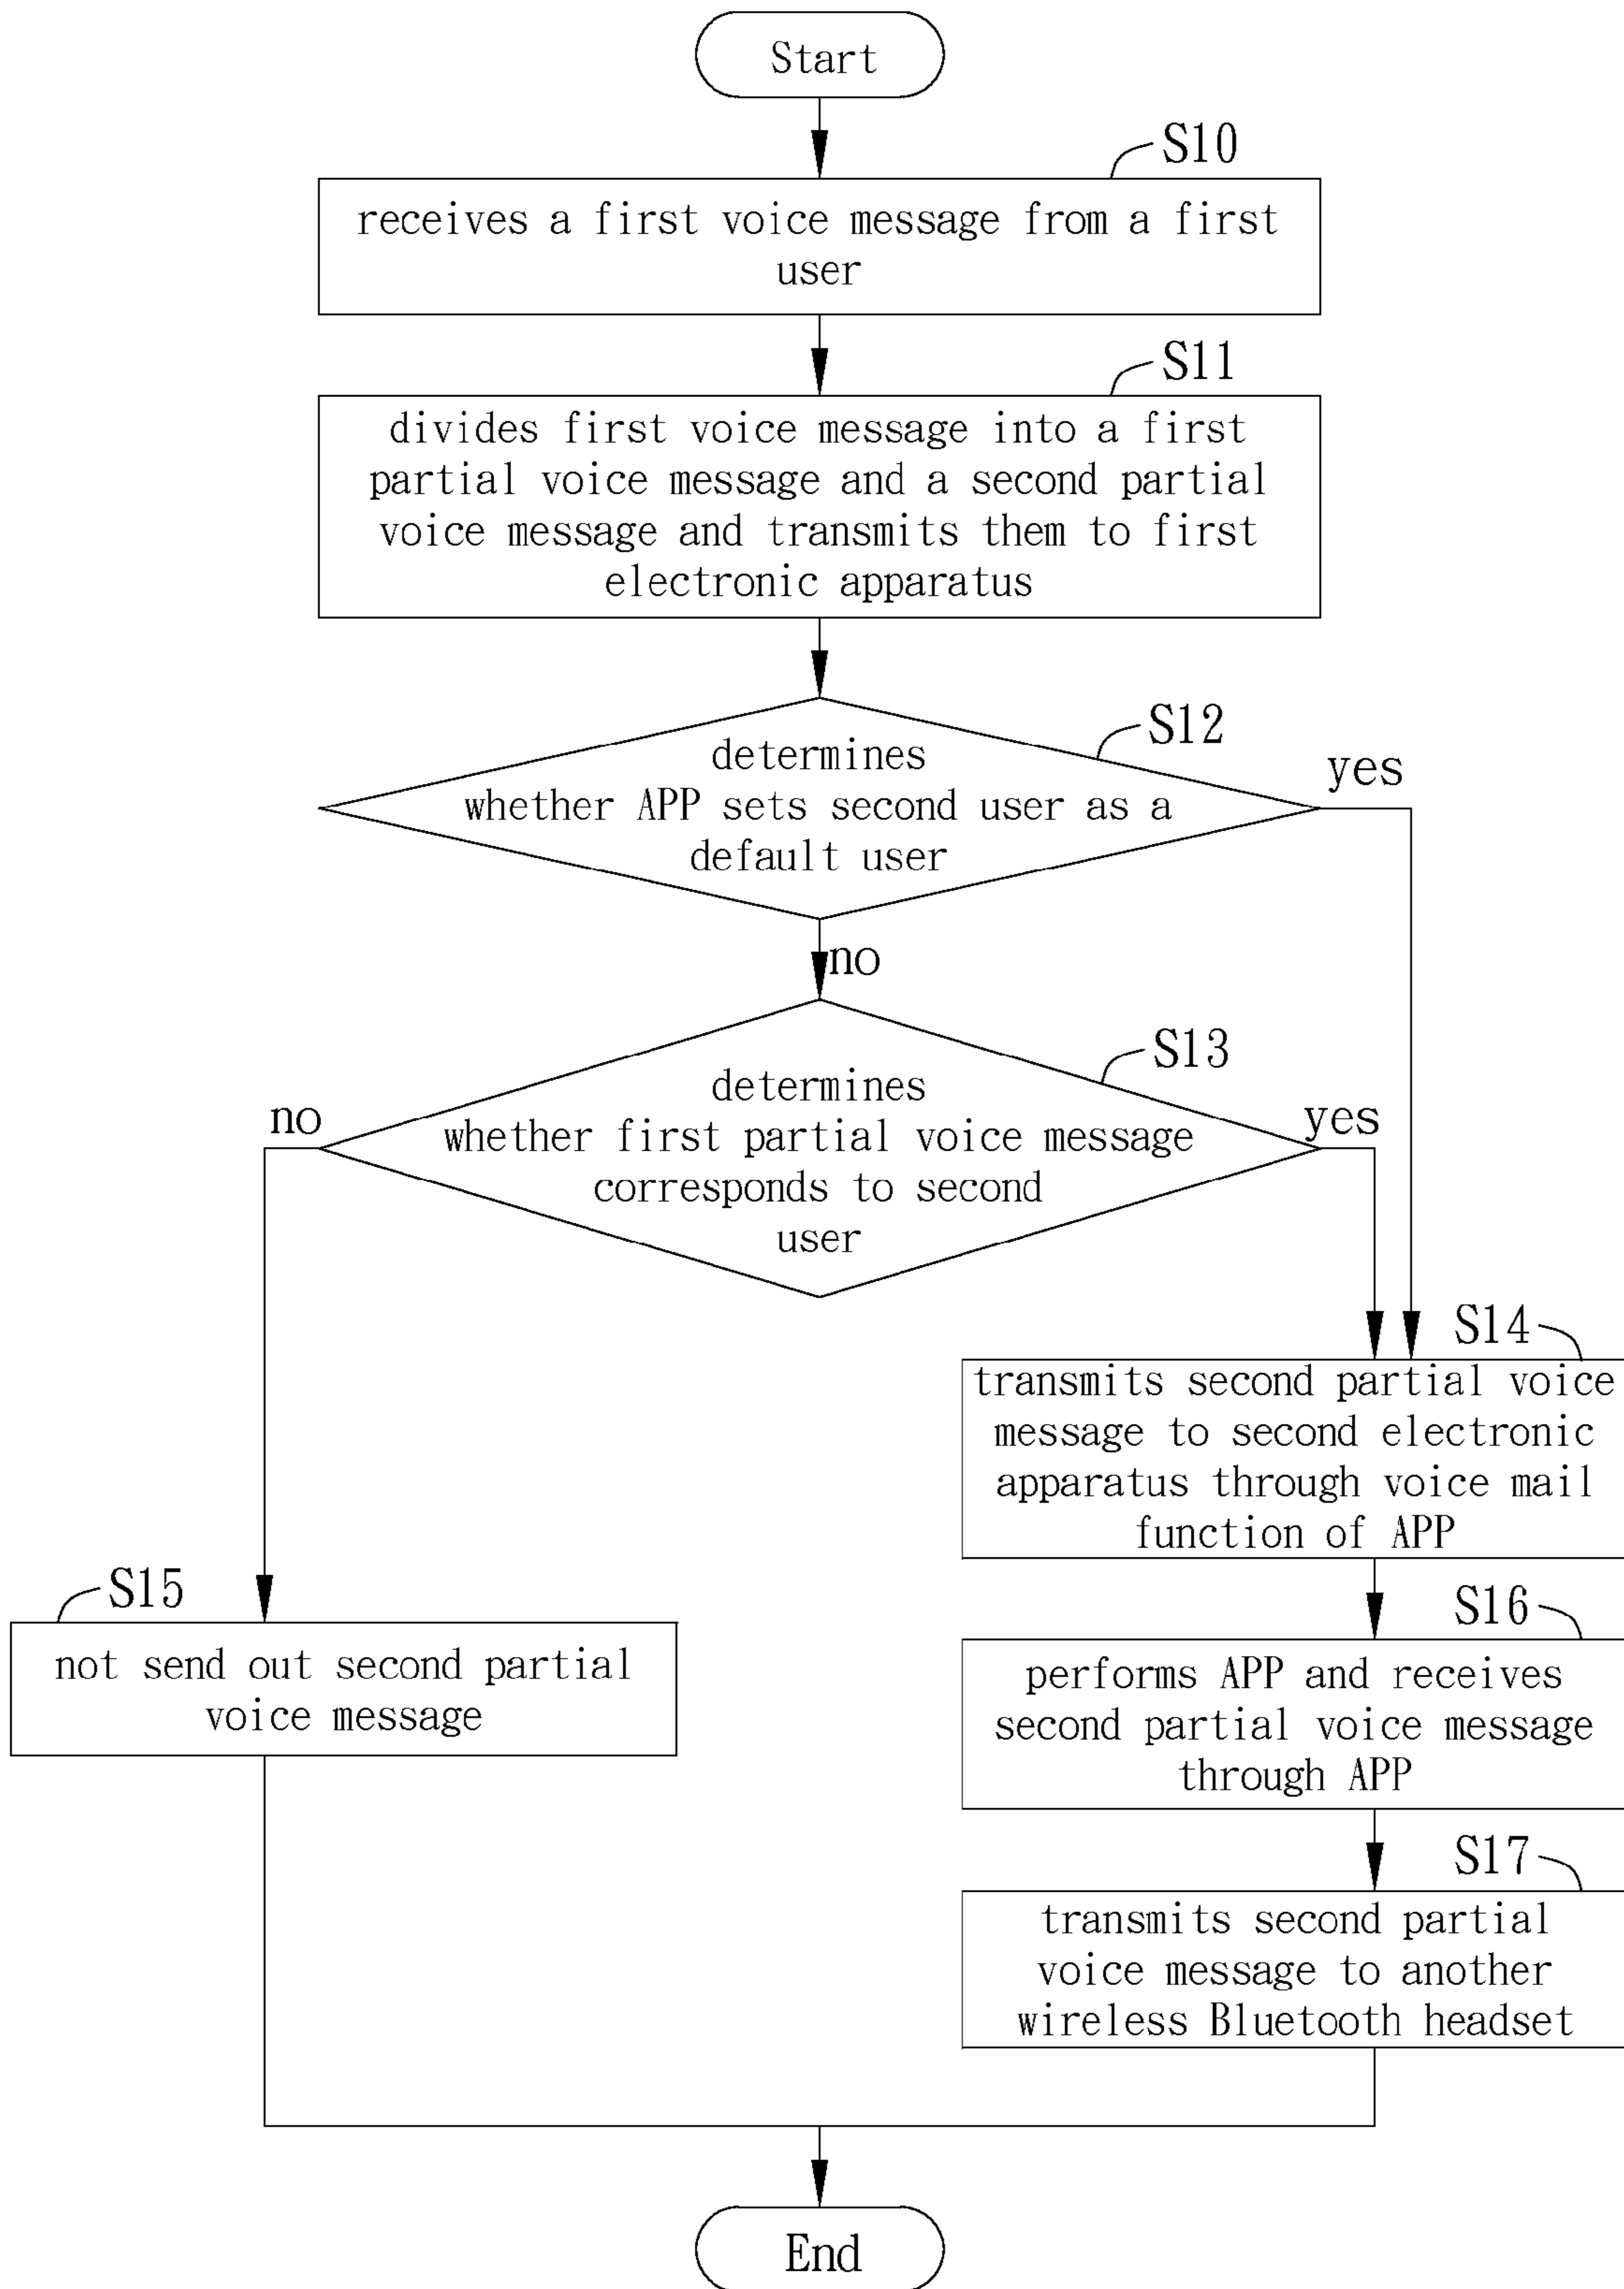 Start
S10
receives a first voice message from a first
user
S11
divides first voice message into a first
partial voice message and a second partial
voice message and transmits them to first
electronic apparatus
S12
determines
whether APP sets second user as a
default user
yes
no
S13
determines
whether first partial voice message
corresponds to second
user
no
yes
S14
transmits second partial voice
message to second electronic
apparatus through voice mail
function of APP
S15
not send out second partial
voice message
S16
performs APP and receives
second partial voice message
through APP
S17
transmits second partial
voice message to another
wireless Bluetooth headset
End